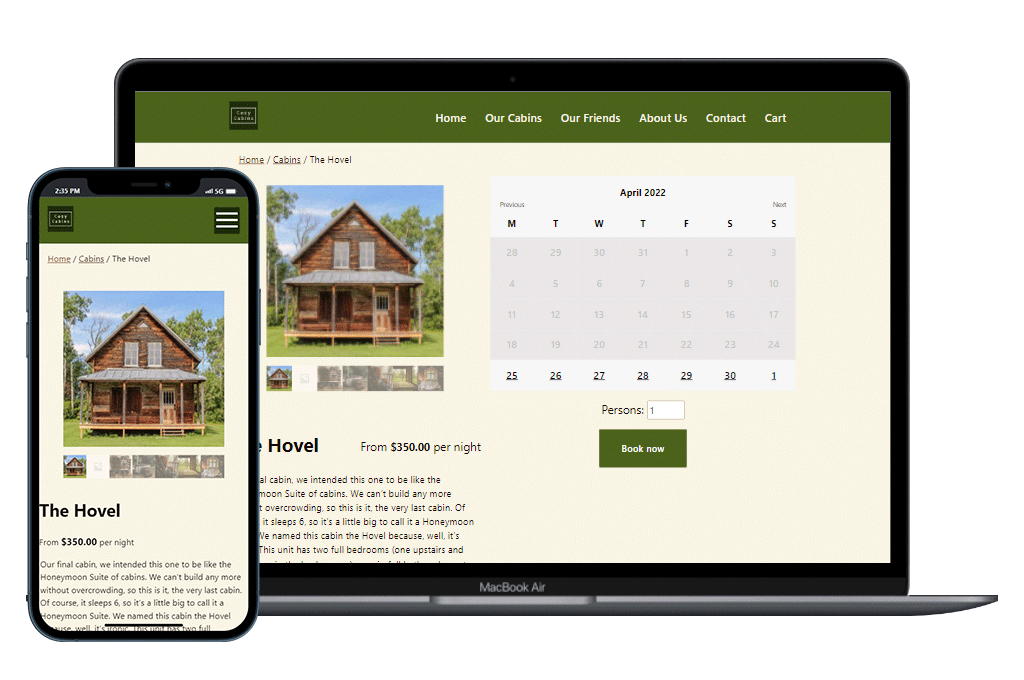 Cozy
Cabins
Home Our Cabins Our Friends About Us Contact Cart
Home / Cabins / The Hovel
April 2022
Previous Next
M T W T F S S
28 29 30 31 1 2 3
4 5 6 7 8 9 10
11 12 13 14 15 16 17
18 19 20 21 22 23 24
25 26 27 28 29 30 1
Persons: 1
Book now
Hovel From $350.00 per night
al cabin, we intended this one to be like the
moon Suite of cabins. We can't build any more
t overcrowding, so this is it, the very last cabin. Of
, it sleeps 6, so it's a little big to call it a Honeymoon
We named this cabin the Hovel because, well, it's
This unit has two full bedrooms (one upstairs and
MacBook Air
2:35 PM 5G
Cozy
Cabins
Home / Cabins / The Hovel
The Hovel
From $350.00 per night
Our final cabin, we intended this one to be like the
Honeymoon Suite of cabins. We can't build any more
without overcrowding, so this is it, the very last cabin.
Of course, it sleeps 6, so it's a little big to call it a
Honeymoon Suite. We named this cabin the Hovel
because, well, it's ironic. This unit has two full